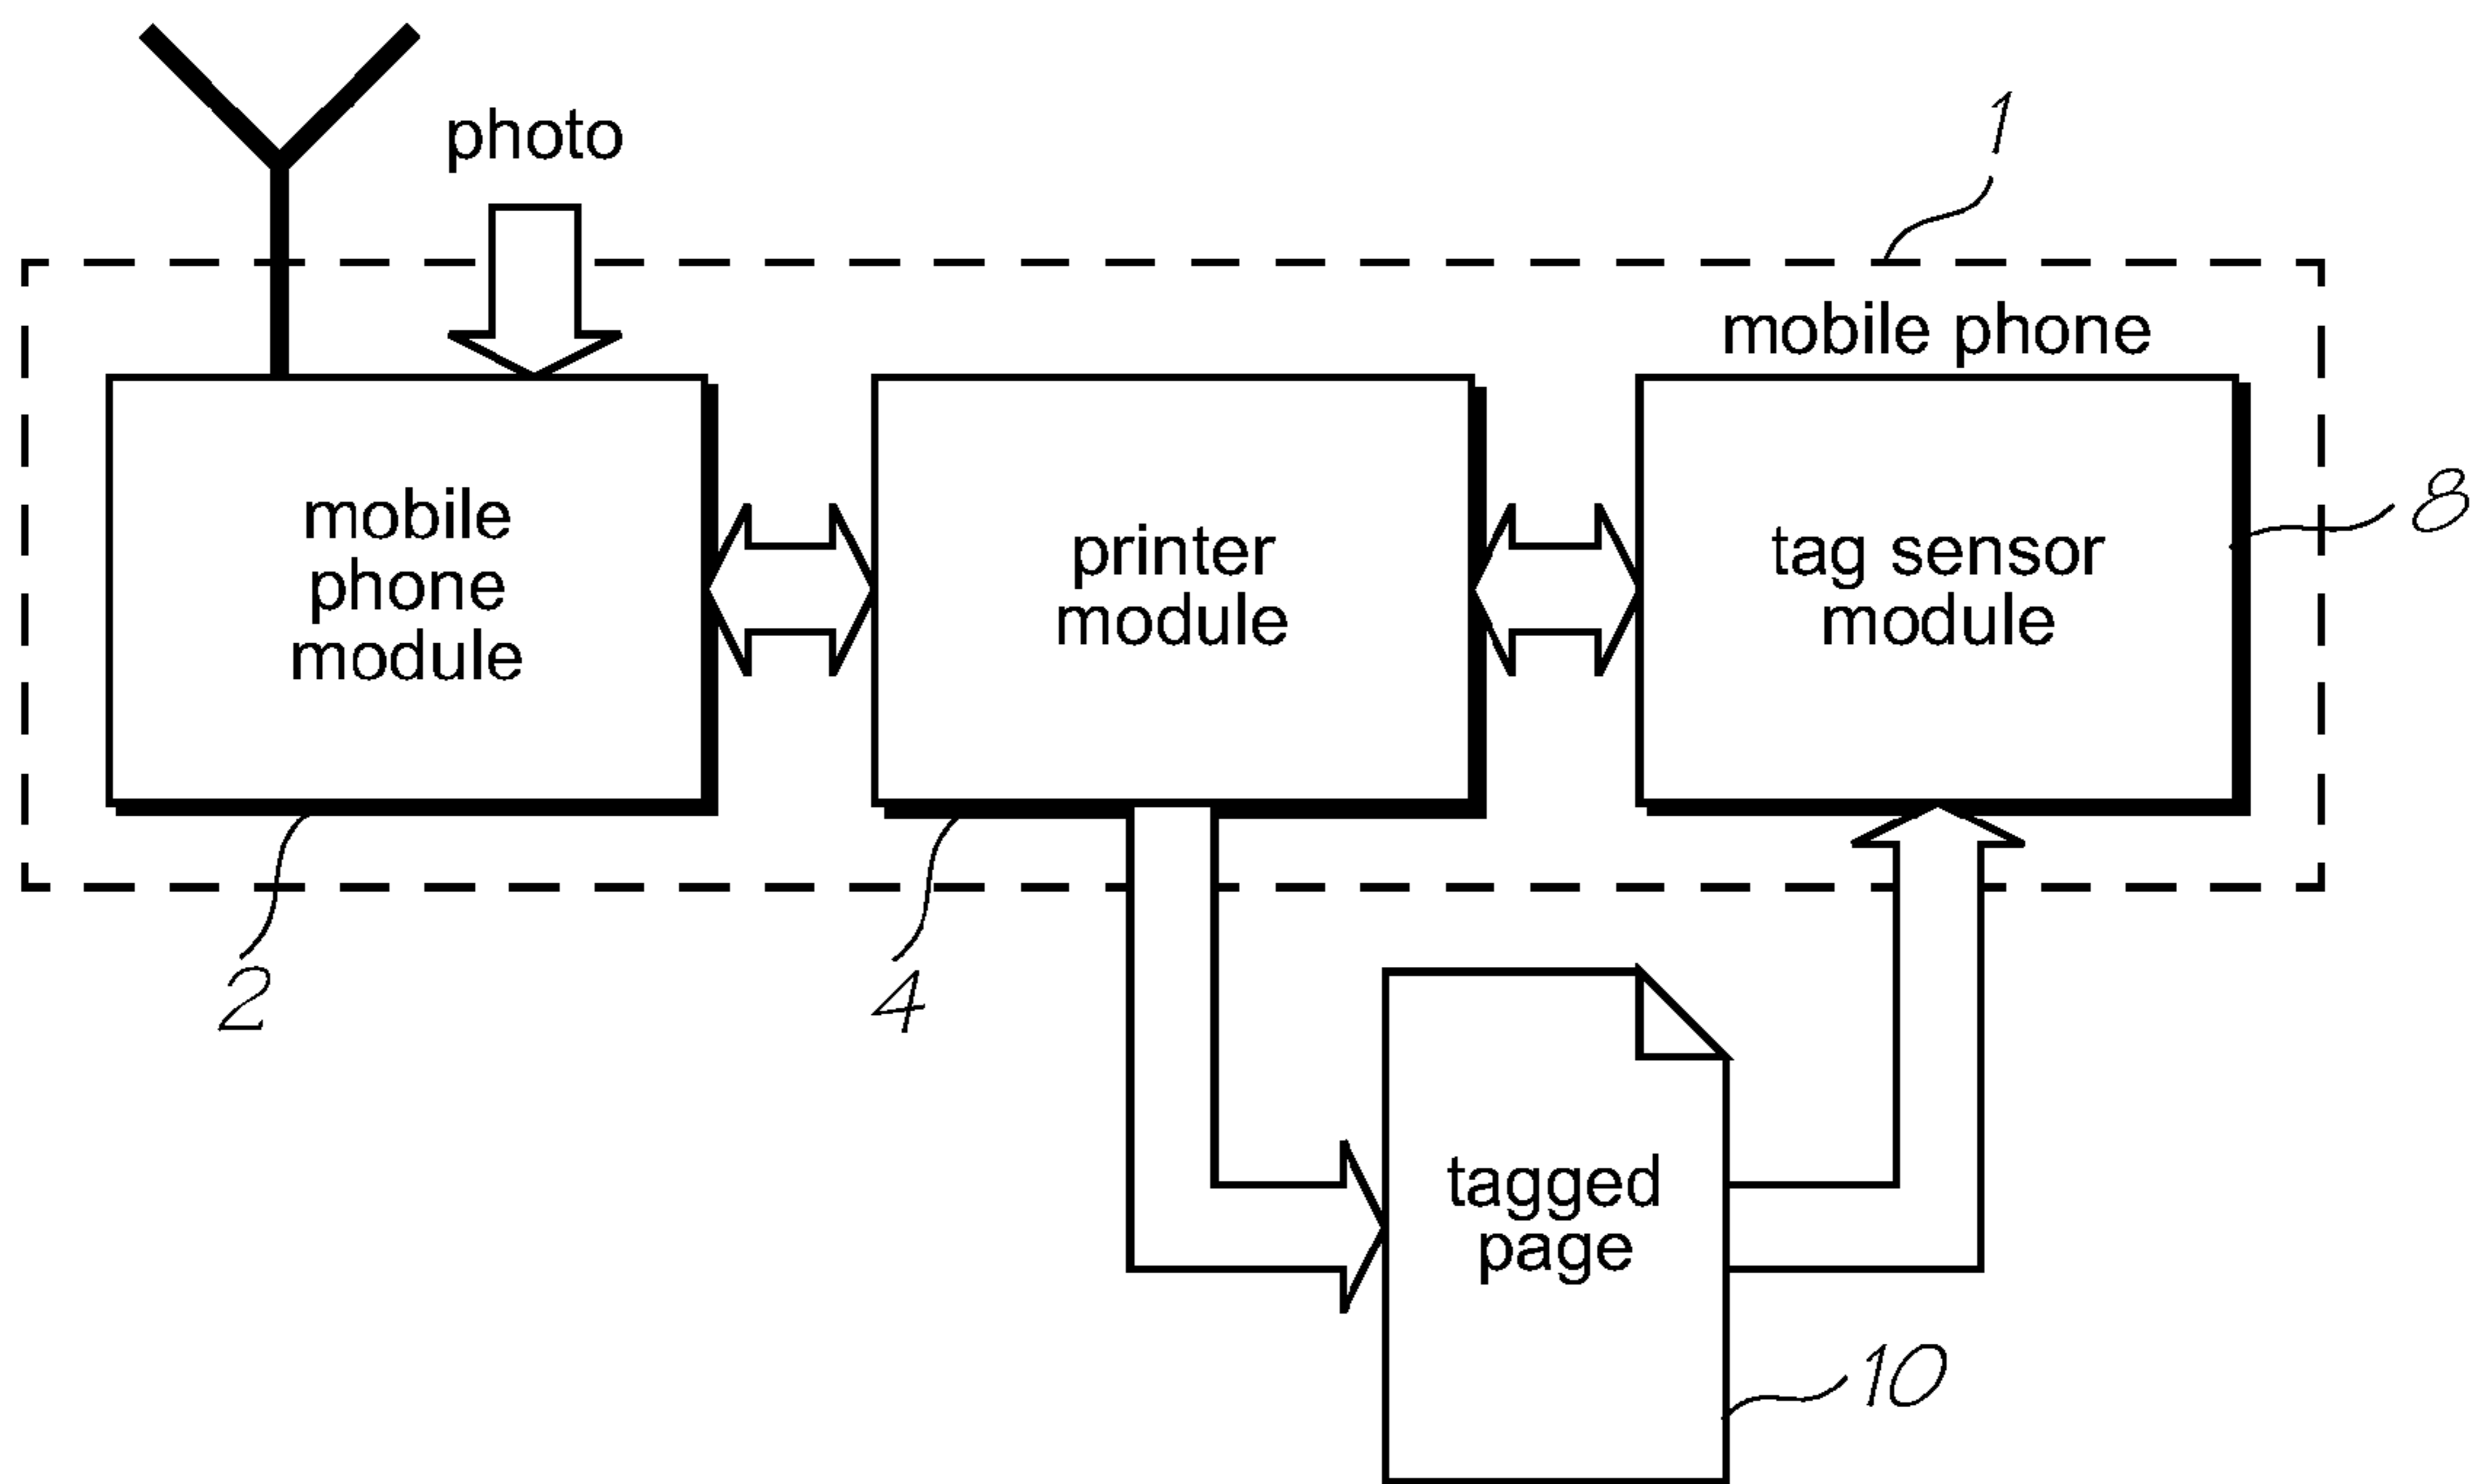 photo
1
mobile phone
mobile
phone
module
printer
module
tag sensor
module
8
2
4
tagged
page
10